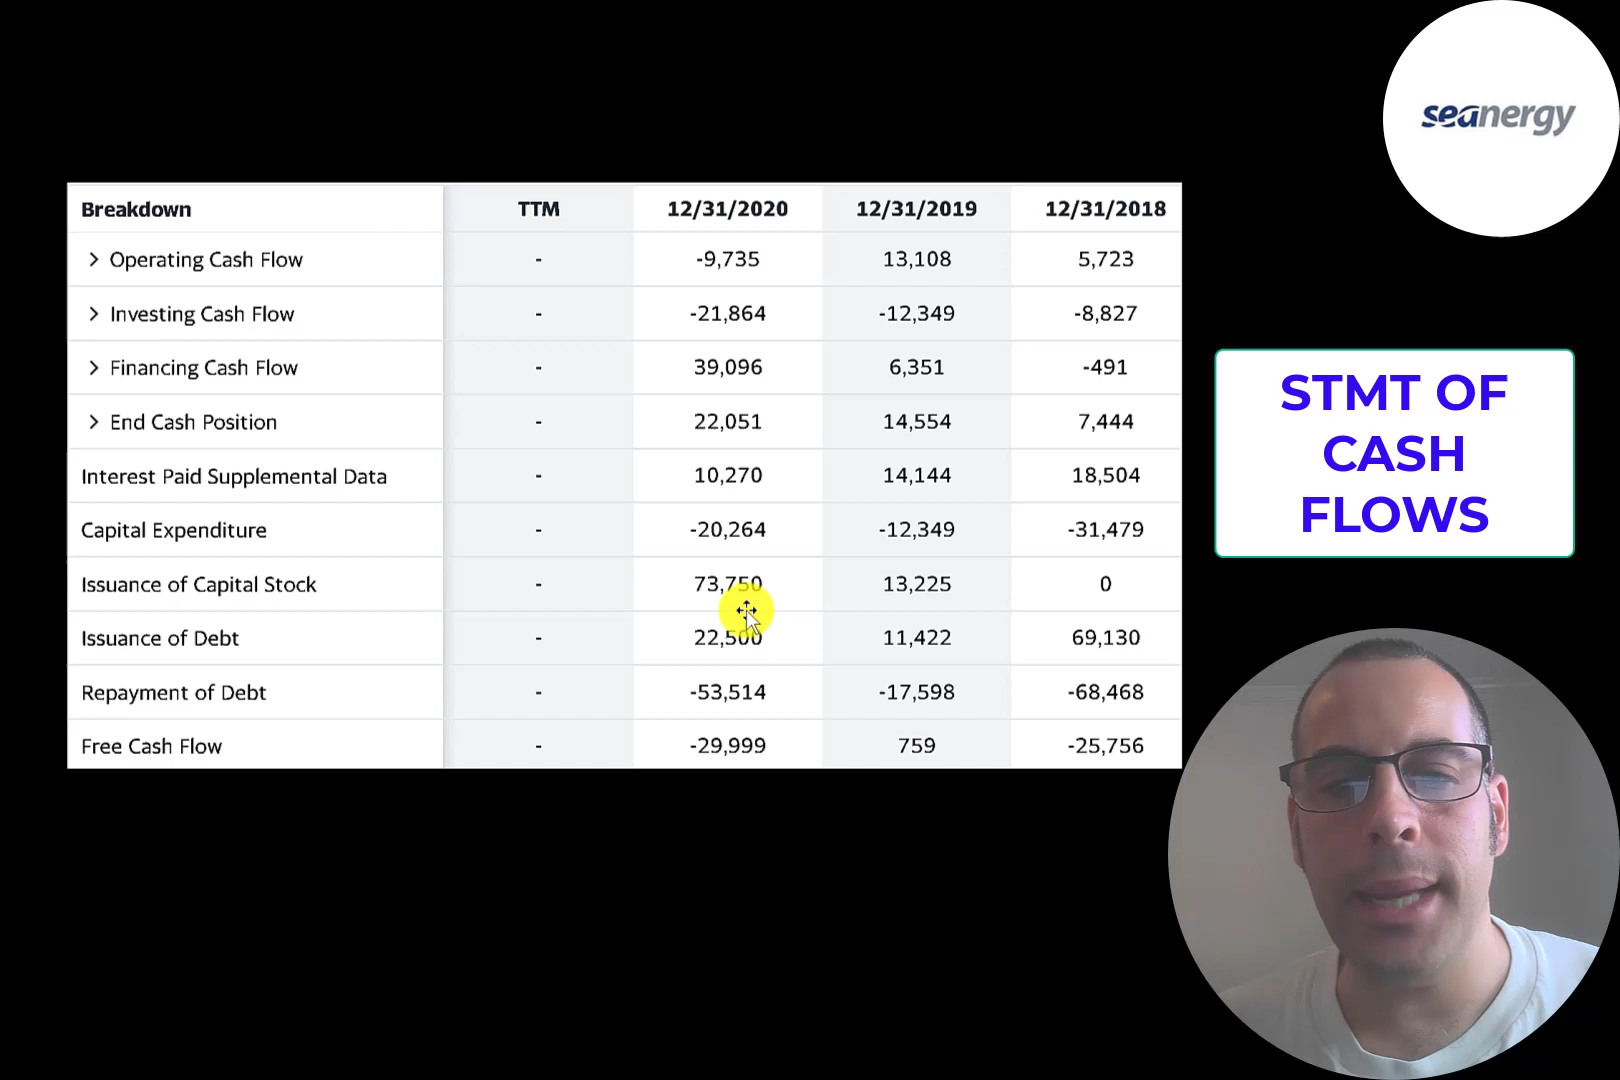 seanergy
Breakdown TTM 12/31/2020 12/31/2019 12/31/2018
Operating Cash Flow - -9,735 13,108 5,723
Investing Cash Flow - -21,864 -12,349 -8,827
Financing Cash Flow - 39,096 6,351 -491
End Cash Position - 22,051 14,554 7,444
Interest Paid Supplemental Data - 10,270 14,144 18,504
Capital Expenditure - -20,264 -12,349 -31,479
Issuance of Capital Stock - 73,750 13,225 0
Issuance of Debt - 22,500 11,422 69,130
Repayment of Debt - -53,514 -17,598 -68,468
Free Cash Flow - -29,999 759 -25,756
STMT OF
CASH
FLOWS